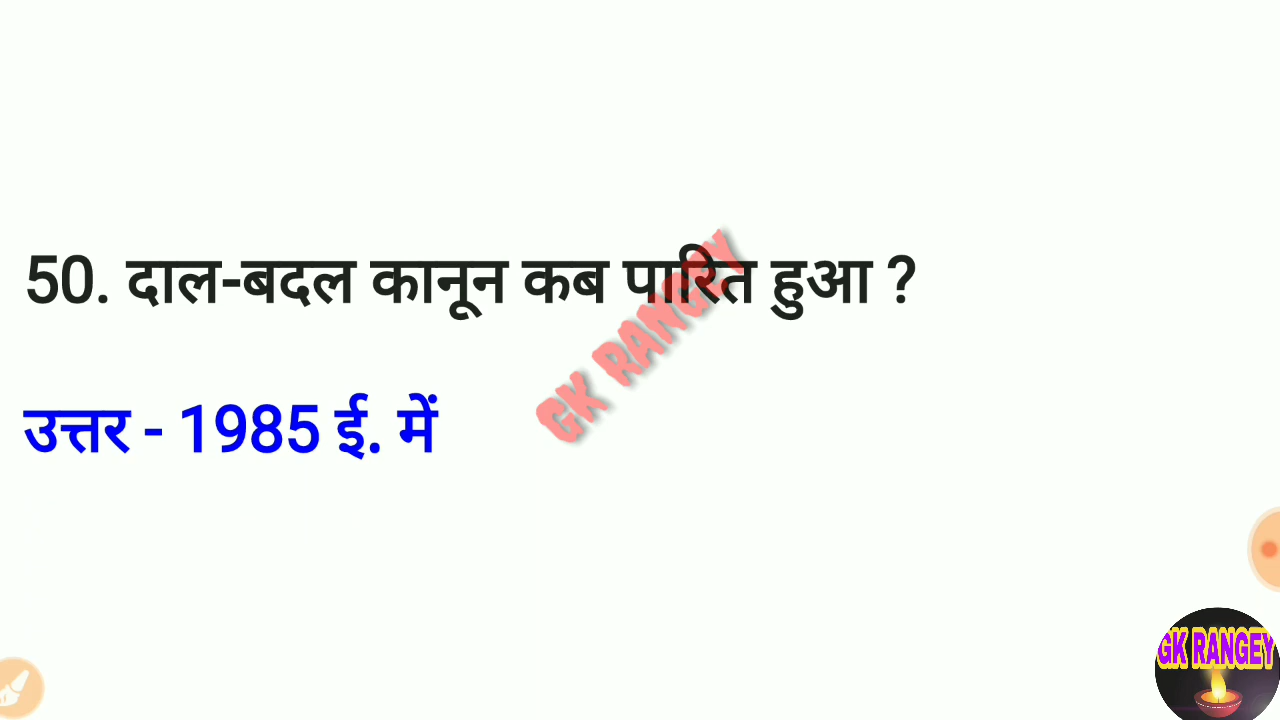 50. दाल-बदल कानून कब पारित हुआ ?
GK RANGEY
उत्तर - 1985 ई. में
GK RANGEY